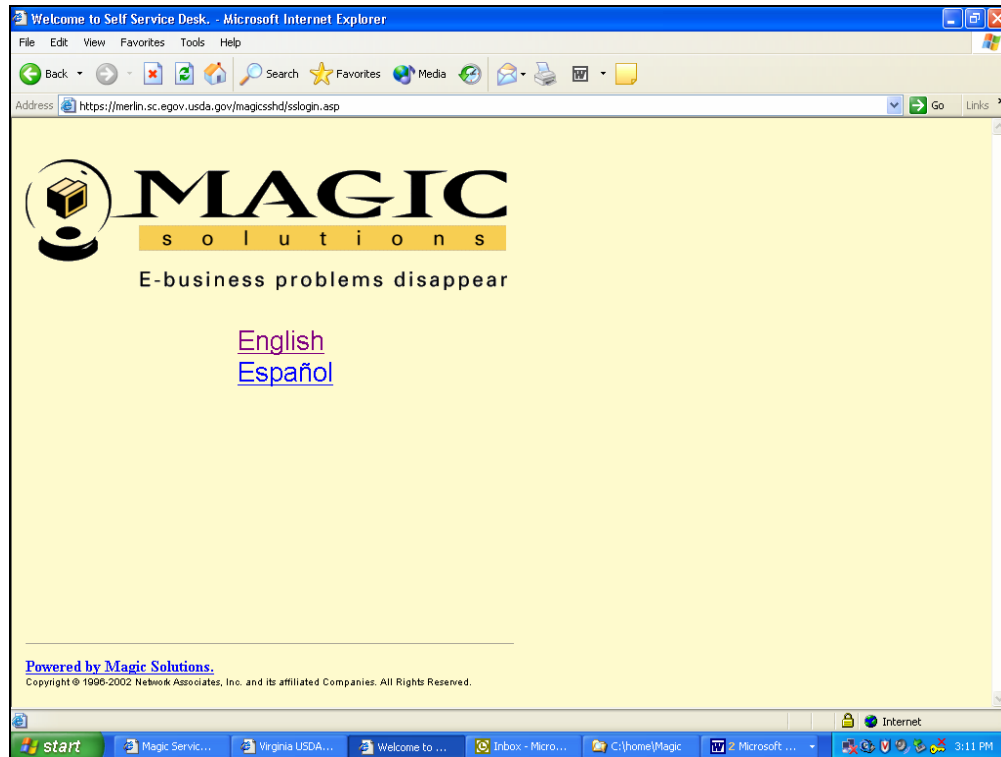 Welcome to Self Service Desk. - Microsoft Internet Explorer
File Edit View Favorites Tools Help
Back Search Favorites Media
Address https://merlin.sc.egov.usda.gov/magicsshd/sslogin.asp Go Links
MAGIC
solutions
E-business problems disappear
English
Español
Powered by Magic Solutions.
Copyright © 1996-2002 Network Associates, Inc. and its affiliated Companies. All Rights Reserved.
Internet
start Magic Servic... Virginia USDA... Welcome to ... Inbox - Micro... C:\home\Magic 2 Microsoft ... 3:11 PM